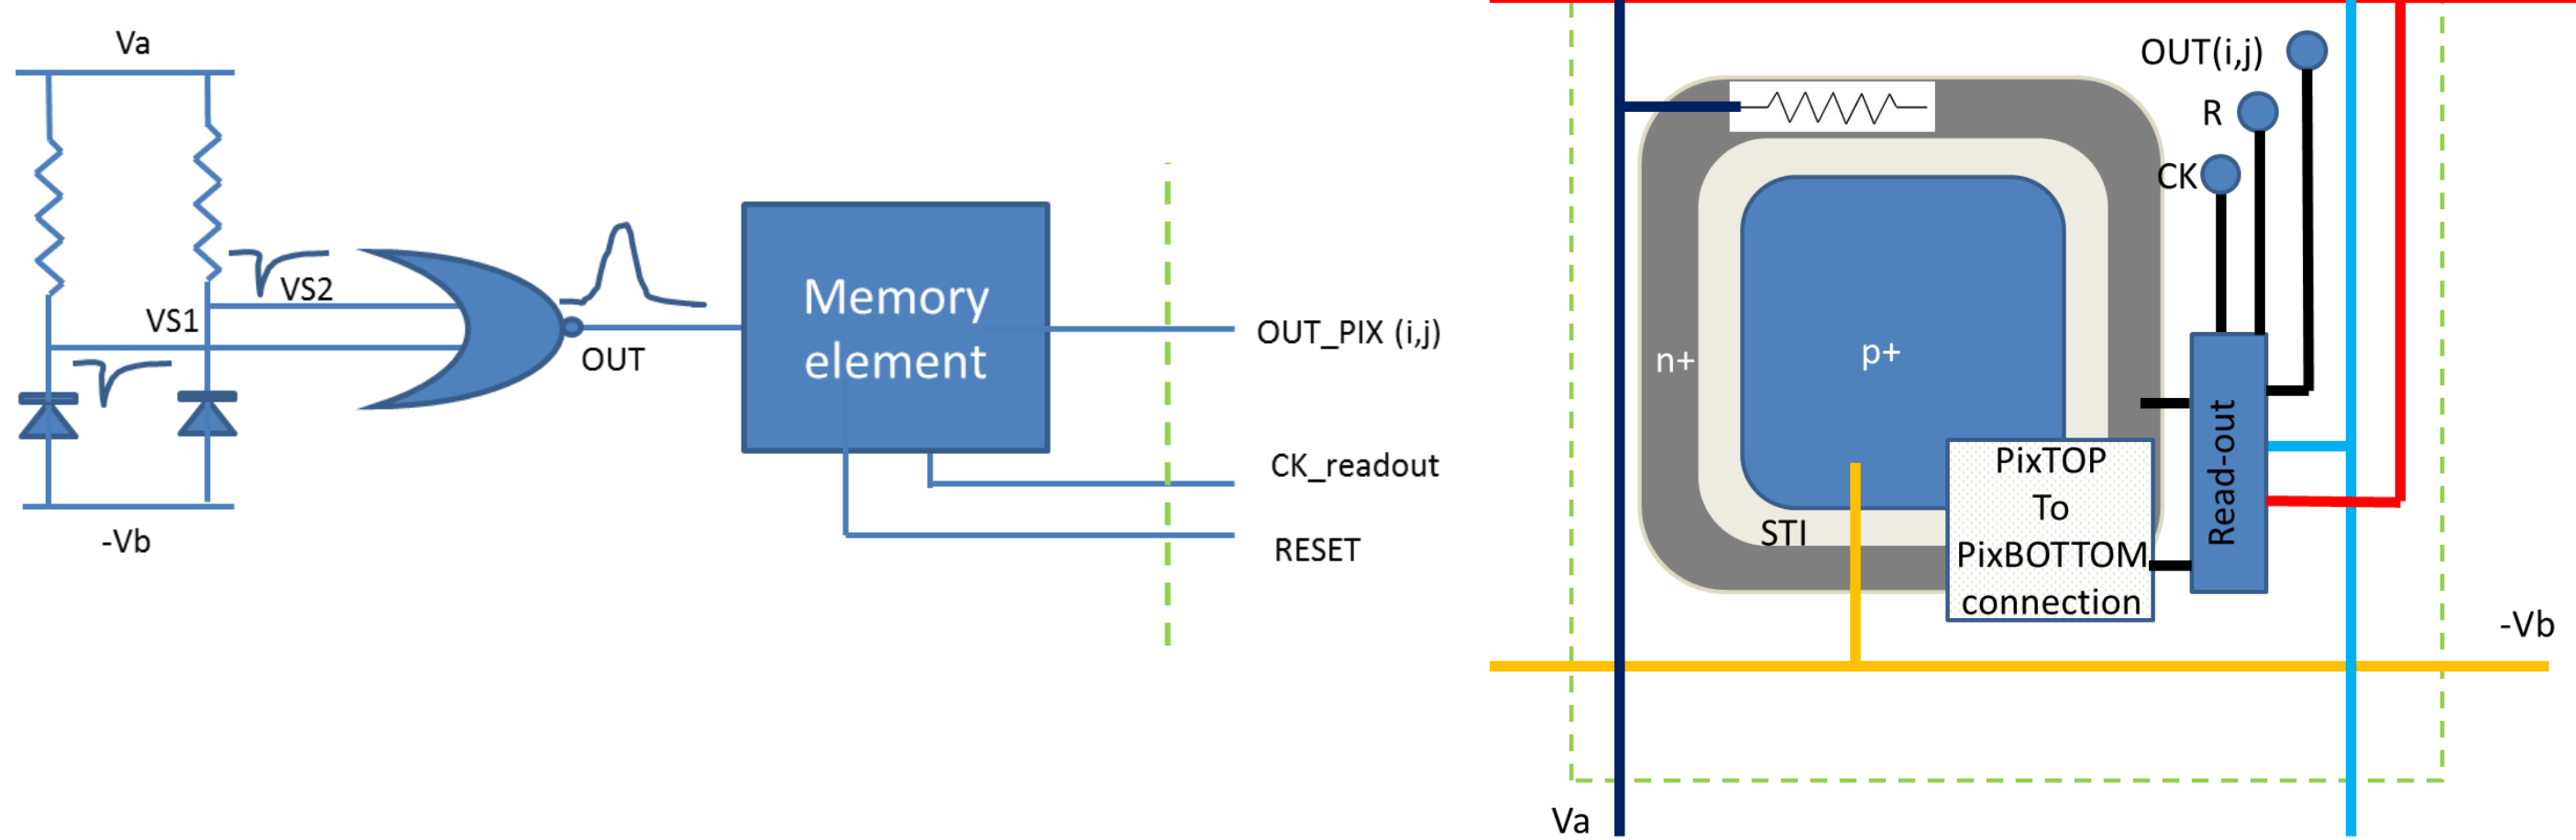 Va
VS2
VS1
OUT
-Vb
Memory
element
OUT_PIX (i,j)
CK_readout
RESET
OUT(i,j)
R
CK
n+
p+
STI
PixTOP
To
PixBOTTOM
connection
Read-out
-Vb
Va